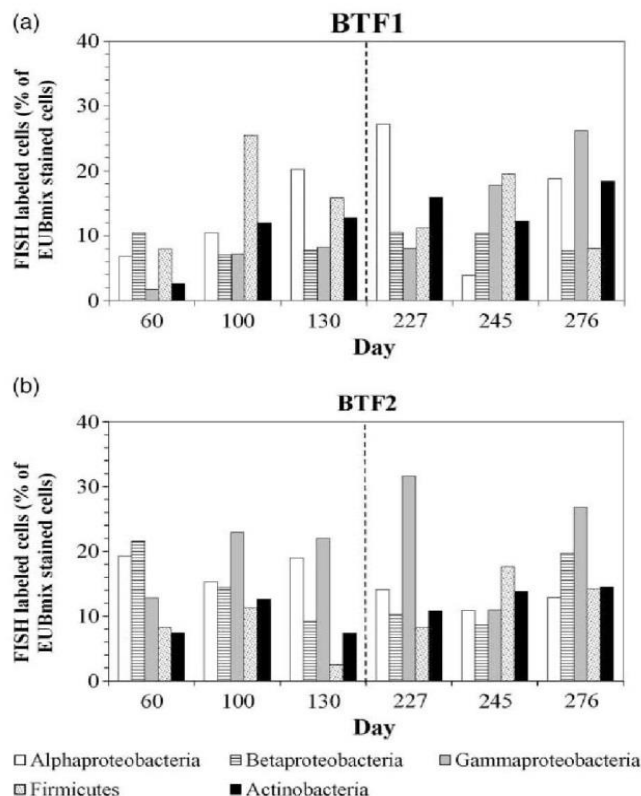 (a)
BTF1
FISH labeled cells (% of
EUBmix stained cells)
40
30
20
10
0
60 100 130 227 245 276
Day
(b)
BTF2
FISH labeled cells (% of
EUBmix stained cells)
40
30
20
10
0
60 100 130 227 245 276
Day
Alphaproteobacteria Betaproteobacteria Gammaproteobacteria
Firmicutes Actinobacteria